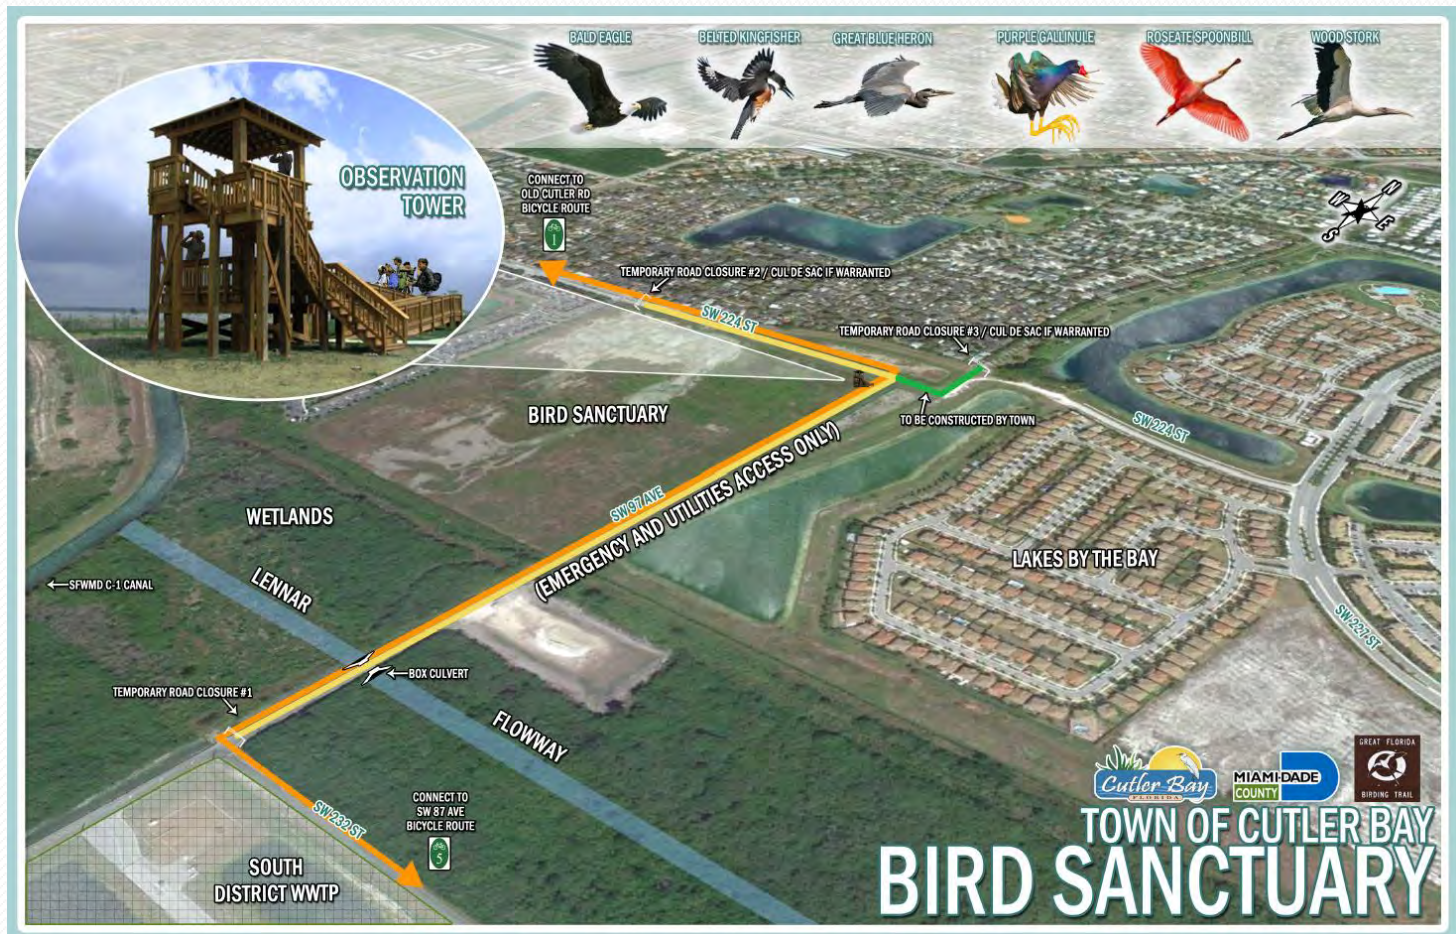 BALD EAGLE
BELTED KINGFISHER
GREAT BLUE HERON
PURPLE GALLINULE
ROSEATE SPOONBILL
WOOD STORK
OBSERVATION
TOWER
CONNECT TO
OLD CUTLER RD
BICYCLE ROUTE
1
N
W
E
S
TEMPORARY ROAD CLOSURE #2 / CUL DE SAC IF WARRANTED
SW 224 ST
TEMPORARY ROAD CLOSURE #3 / CUL DE SAC IF WARRANTED
TO BE CONSTRUCTED BY TOWN
SW 224 ST
BIRD SANCTUARY
SW 97 AVE
(EMERGENCY AND UTILITIES ACCESS ONLY)
WETLANDS
LAKES BY THE BAY
LENNAR
SFWMD C-1 CANAL
SW 227 ST
BOX CULVERT
TEMPORARY ROAD CLOSURE #1
FLOWWAY
CONNECT TO
SW 87 AVE
BICYCLE ROUTE
5
SW 232 ST
SOUTH
DISTRICT WWTP
Cutler Bay
FLORIDA
MIAMI-DADE
COUNTY
GREAT FLORIDA
BIRDING TRAIL
TOWN OF CUTLER BAY
BIRD SANCTUARY